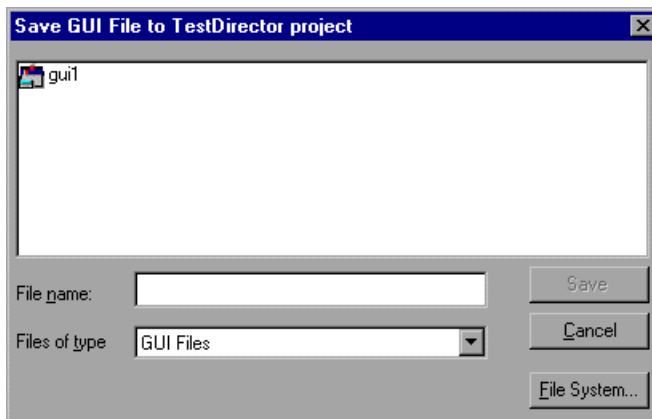 Save GUI File to TestDirector project
gui1
File name:
Save
Files of type
GUI Files
Cancel
File System...